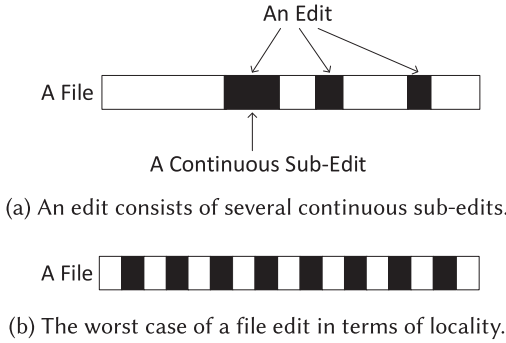 An Edit
A File
A Continuous Sub-Edit
(a) An edit consists of several continuous sub-edits.
A File
(b) The worst case of a file edit in terms of locality.